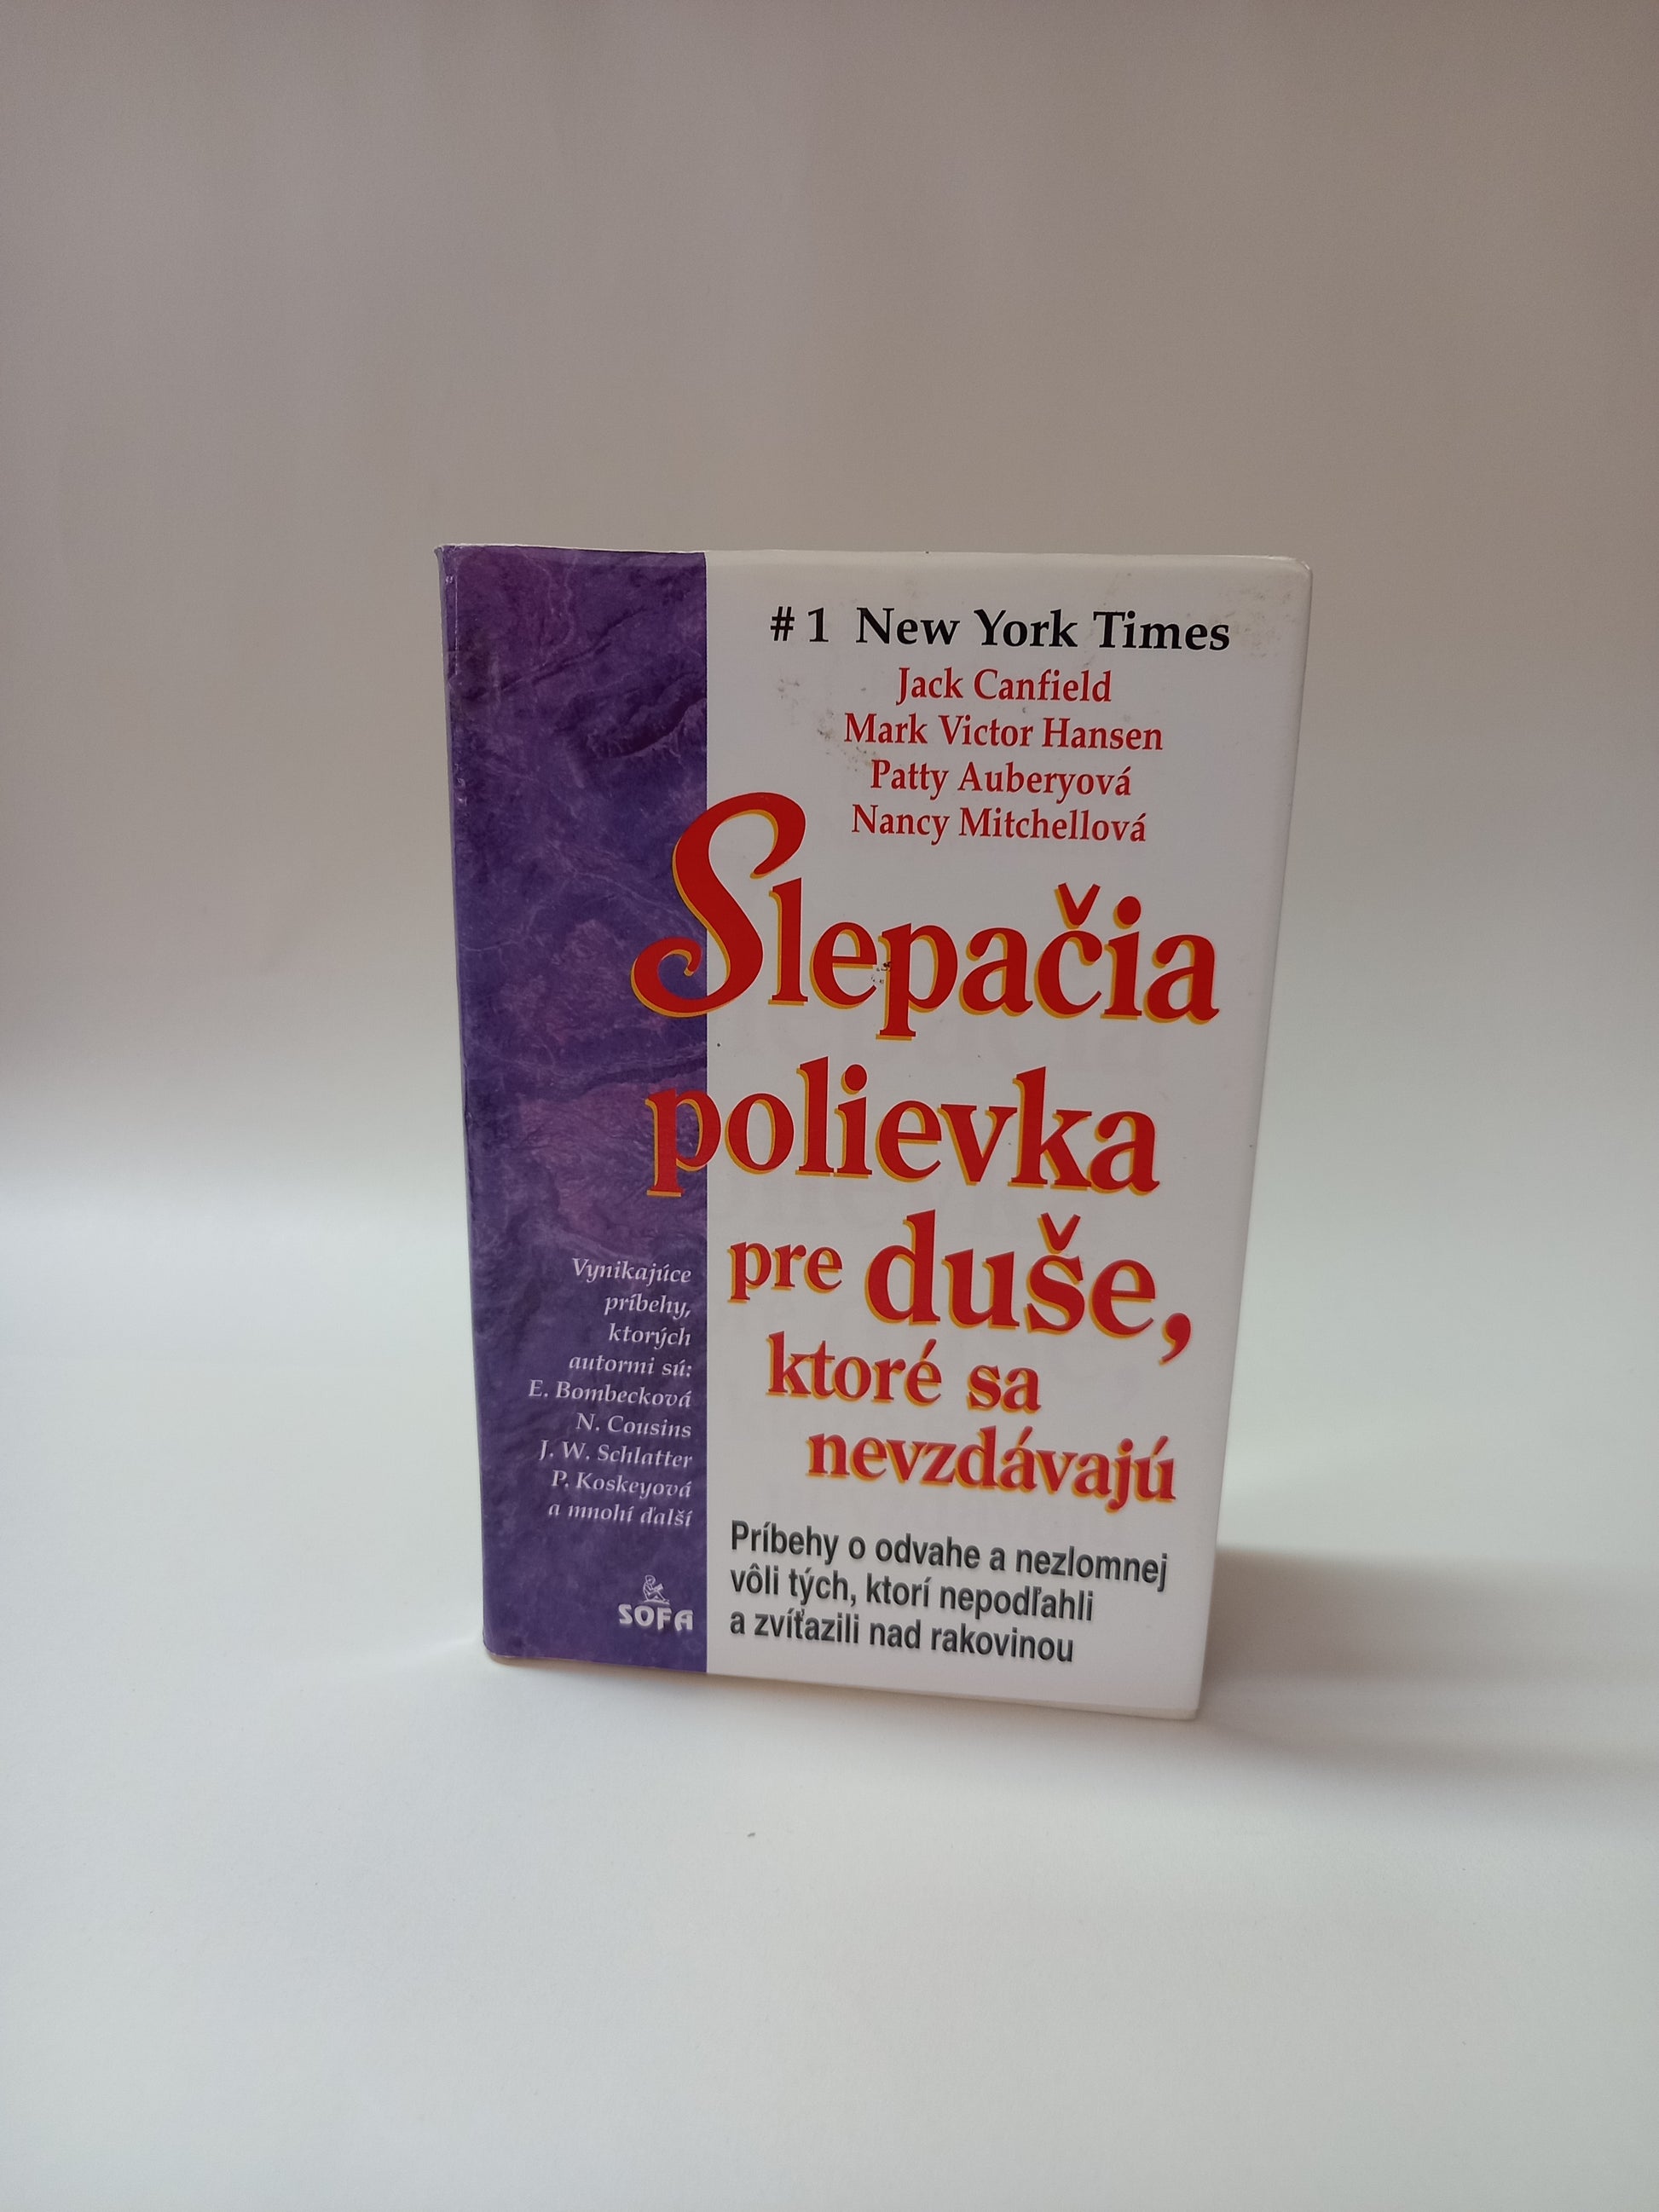 # 1 New York Times
Jack Canfield
Mark Victor Hansen
Patty Auberyová
Nancy Mitchellová
Slepačia
polievka
pre duše,
ktoré sa
nevzdávajú
Príbehy o odvahe a nezlomnej
vôli tých, ktorí nepodľahli
a zvíťazili nad rakovinou
Vynikajúce
príbehy,
ktorých
autormi sú:
E. Bombecková
N. Cousins
J. W. Schlatter
P. Koskeyová
a mnohí ďalší
SOFA